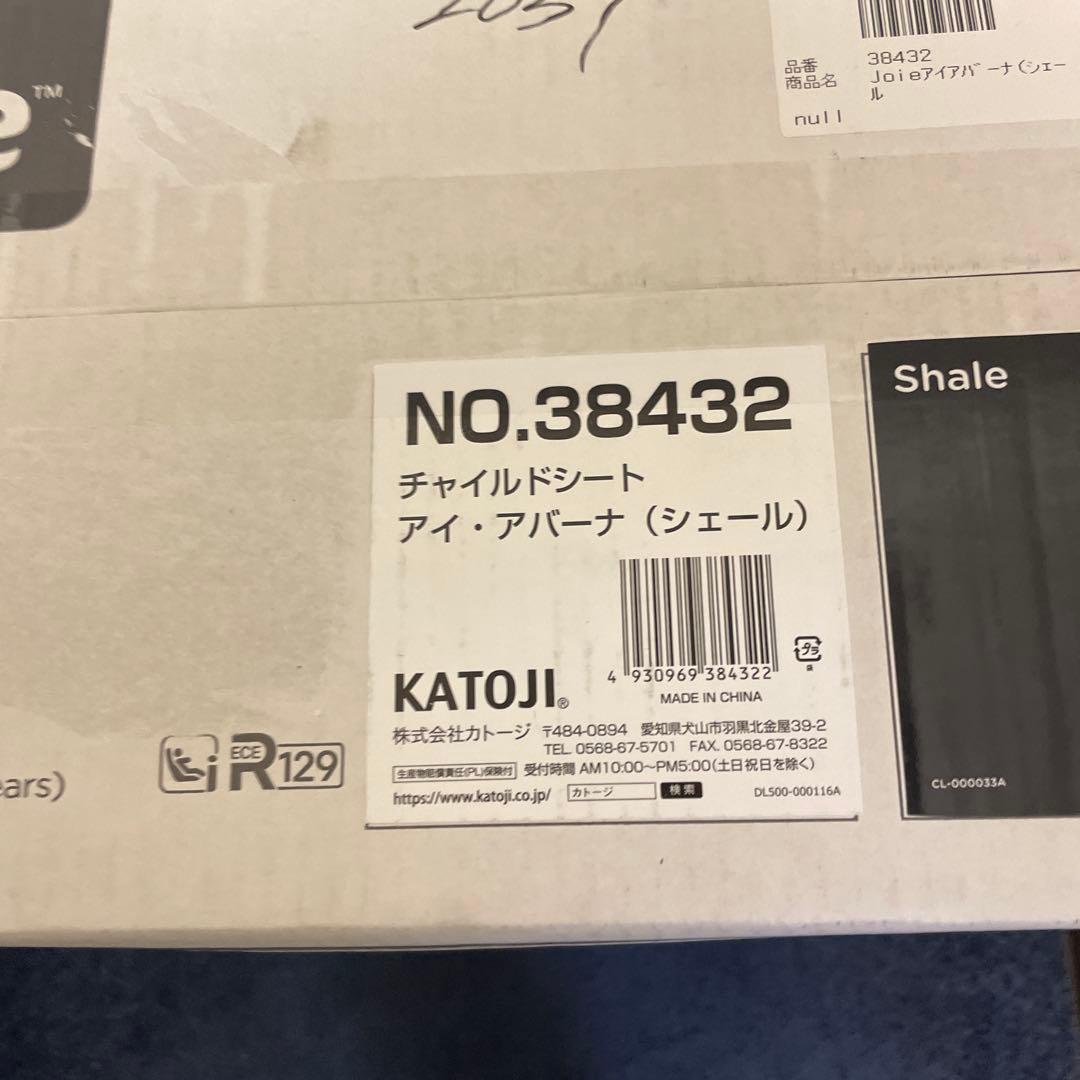 e™
品番 38432
商品名 Joieアイアバーナ(シェー
ル
null
Shale
NO.38432
チャイルドシート
アイ・アバーナ（シェール）
4 930969 384322
プラ
袋
KATOJI®
MADE IN CHINA
株式会社カトージ 〒484-0894 愛知県犬山市羽黒北金屋39-2
TEL. 0568-67-5701 FAX. 0568-67-8322
生産物賠償責任(PL)保険付 受付時間 AM10:00〜PM5:00(土日祝日を除く)
https://www.katoji.co.jp/ カトージ 検索 DL500-000116A
CL-000033A
ears)
i ECE R129